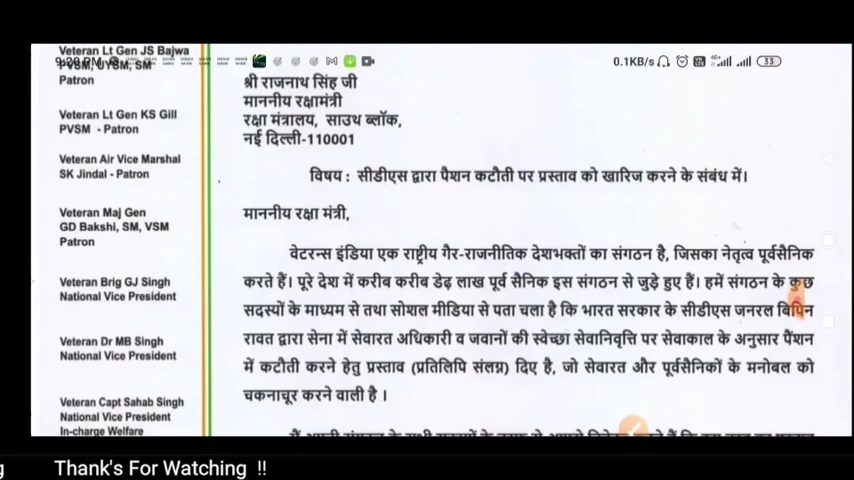 Veteran Lt Gen JS Bajwa
PVSM, UYSM, SM
Patron
Veteran Lt Gen KS Gill
PVSM - Patron
Veteran Air Vice Marshal
SK Jindal - Patron
Veteran Maj Gen
GD Bakshi, SM, VSM
Patron
Veteran Brig GJ Singh
National Vice President
Veteran Dr MB Singh
National Vice President
Veteran Capt Sahab Singh
National Vice President
In-charge Welfare
9:20 PM
0.1KB/s
33
श्री राजनाथ सिंह जी
माननीय रक्षामंत्री
रक्षा मंत्रालय, साउथ ब्लॉक,
नई दिल्ली-110001
विषय : सीडीएस द्वारा पैशन कटौती पर प्रस्ताव को खारिज करने के संबंध में।
माननीय रक्षा मंत्री,
वेटरन्स इंडिया एक राष्ट्रीय गैर-राजनीतिक देशभक्तों का संगठन है, जिसका नेतृत्व पूर्वसैनिक
करते हैं। पूरे देश में करीब करीब डेढ़ लाख पूर्व सैनिक इस संगठन से जुड़े हुए हैं। हमें संगठन के कुछ
सदस्यों के माध्यम से तथा सोशल मीडिया से पता चला है कि भारत सरकार के सीडीएस जनरल बिपिन
रावत द्वारा सेना में सेवारत अधिकारी व जवानों की स्वेच्छा सेवानिवृत्ति पर सेवाकाल के अनुसार पैंशन
में कटौती करने हेतु प्रस्ताव (प्रतिलिपि संलग्न) दिए है, जो सेवारत और पूर्वसैनिकों के मनोबल को
चकनाचूर करने वाली है ।
g Thank's For Watching !!